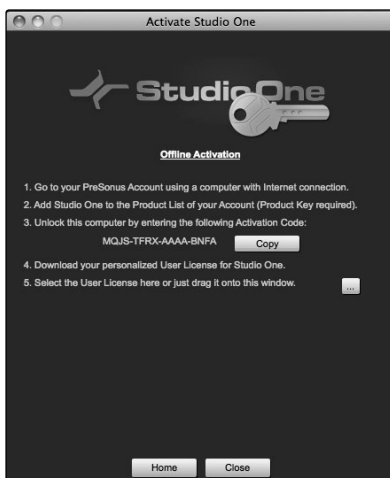 Activate Studio One
Studio One
Offline Activation
1. Go to your PreSonus Account using a computer with Internet connection.
2. Add Studio One to the Product List of your Account (Product Key required).
3. Unlock this computer by entering the following Activation Code:
MQJS-TFRX-AAAA-BNFA Copy
4. Download your personalized User License for Studio One.
5. Select the User License here or just drag it onto this window. ...
Home Close